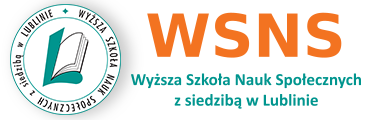 WYŻSZA SZKOŁA NAUK SPOŁECZNYCH z siedzibą w LUBLINIE
WSNS
Wyższa Szkoła Nauk Społecznych
z siedzibą w Lublinie